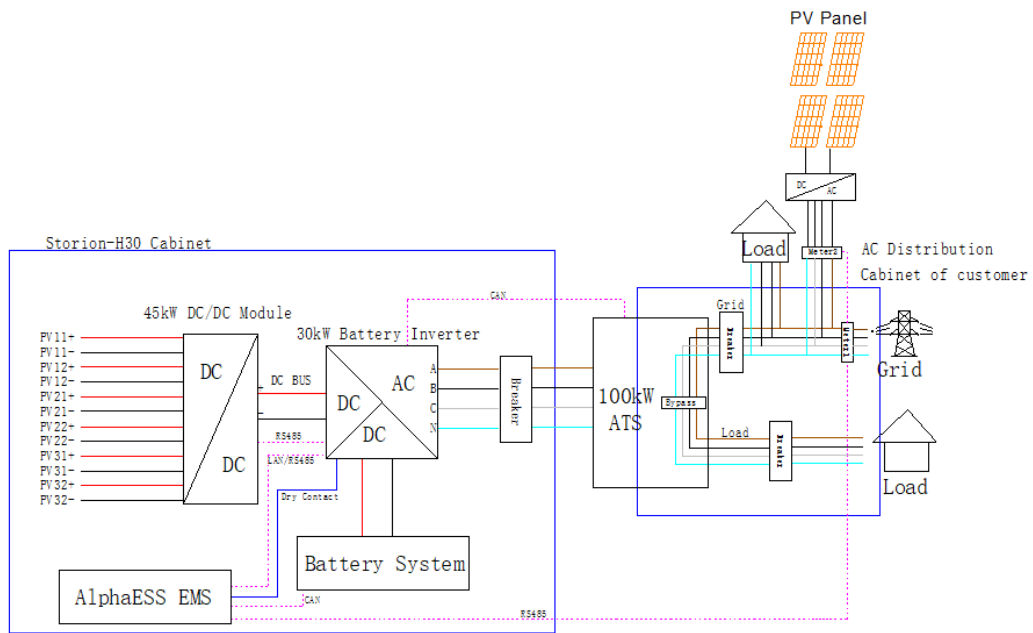 PV Panel
DC
AC
Meter2
AC Distribution
Cabinet of customer
Load
Storion-H30 Cabinet
CAN
45kW DC/DC Module
30kW Battery Inverter
Grid
PV11+
PV11-
PV12+
PV12-
PV21+
PV21-
PV22+
PV22-
PV31+
PV31-
PV32+
PV32-
DC
DC
DC BUS
RS485
LAN/RS485
Dry Contact
DC
DC
AC
A
B
C
N
Breaker
100kW
ATS
Bypass
Breaker
Meter1
Grid
Load
Breaker
Load
Battery System
AlphaESS EMS
CAN
RS485